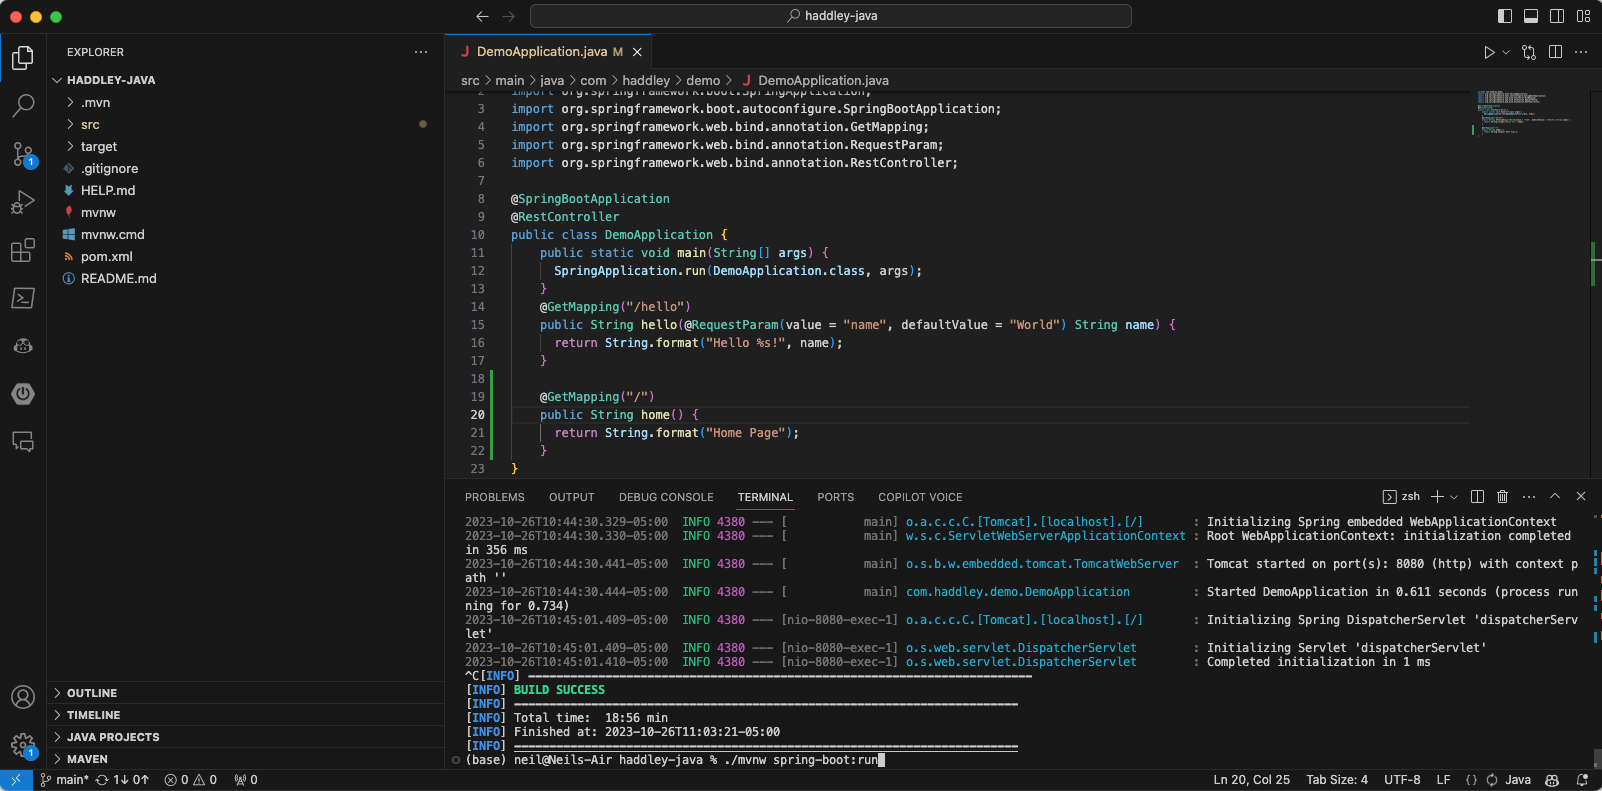 haddley-java
EXPLORER
HADDLEY-JAVA
.mvn
src
target
.gitignore
HELP.md
mvnw
mvnw.cmd
pom.xml
README.md
OUTLINE
TIMELINE
JAVA PROJECTS
MAVEN
1
1
DemoApplication.java M
src > main > java > com > haddley > demo > J DemoApplication.java
2 import org.springframework.boot.SpringApplication;
3 import org.springframework.boot.autoconfigure.SpringBootApplication;
4 import org.springframework.web.bind.annotation.GetMapping;
5 import org.springframework.web.bind.annotation.RequestParam;
6 import org.springframework.web.bind.annotation.RestController;
7
8 @SpringBootApplication
9 @RestController
10 public class DemoApplication {
11 public static void main(String[] args) {
12 SpringApplication.run(DemoApplication.class, args);
13 }
14 @GetMapping("/hello")
15 public String hello(@RequestParam(value = "name", defaultValue = "World") String name) {
16 return String.format("Hello %s!", name);
17 }
18
19 @GetMapping("/")
20 public String home() {
21 return String.format("Home Page");
22 }
23 }
PROBLEMS OUTPUT DEBUG CONSOLE TERMINAL PORTS COPILOT VOICE zsh
2023-10-26T10:44:30.329-05:00 INFO 4380 --- [ main] o.a.c.c.C.[Tomcat].[localhost].[/] : Initializing Spring embedded WebApplicationContext
2023-10-26T10:44:30.330-05:00 INFO 4380 --- [ main] w.s.c.ServletWebServerApplicationContext : Root WebApplicationContext: initialization completed
in 356 ms
2023-10-26T10:44:30.441-05:00 INFO 4380 --- [ main] o.s.b.w.embedded.tomcat.TomcatWebServer : Tomcat started on port(s): 8080 (http) with context p
ath ''
2023-10-26T10:44:30.444-05:00 INFO 4380 --- [ main] com.haddley.demo.DemoApplication : Started DemoApplication in 0.611 seconds (process run
ning for 0.734)
2023-10-26T10:45:01.409-05:00 INFO 4380 --- [nio-8080-exec-1] o.a.c.c.C.[Tomcat].[localhost].[/] : Initializing Spring DispatcherServlet 'dispatcherServ
let'
2023-10-26T10:45:01.409-05:00 INFO 4380 --- [nio-8080-exec-1] o.s.web.servlet.DispatcherServlet : Initializing Servlet 'dispatcherServlet'
2023-10-26T10:45:01.410-05:00 INFO 4380 --- [nio-8080-exec-1] o.s.web.servlet.DispatcherServlet : Completed initialization in 1 ms
^C[INFO] ------------------------------------------------------------------------
[INFO] BUILD SUCCESS
[INFO] ------------------------------------------------------------------------
[INFO] Total time: 18:56 min
[INFO] Finished at: 2023-10-26T11:03:21-05:00
[INFO] ------------------------------------------------------------------------
(base) neil@Neils-Air haddley-java % ./mvnw spring-boot:run
main* 1↓ 0↑ 0 0 0 Ln 20, Col 25 Tab Size: 4 UTF-8 LF {} Java